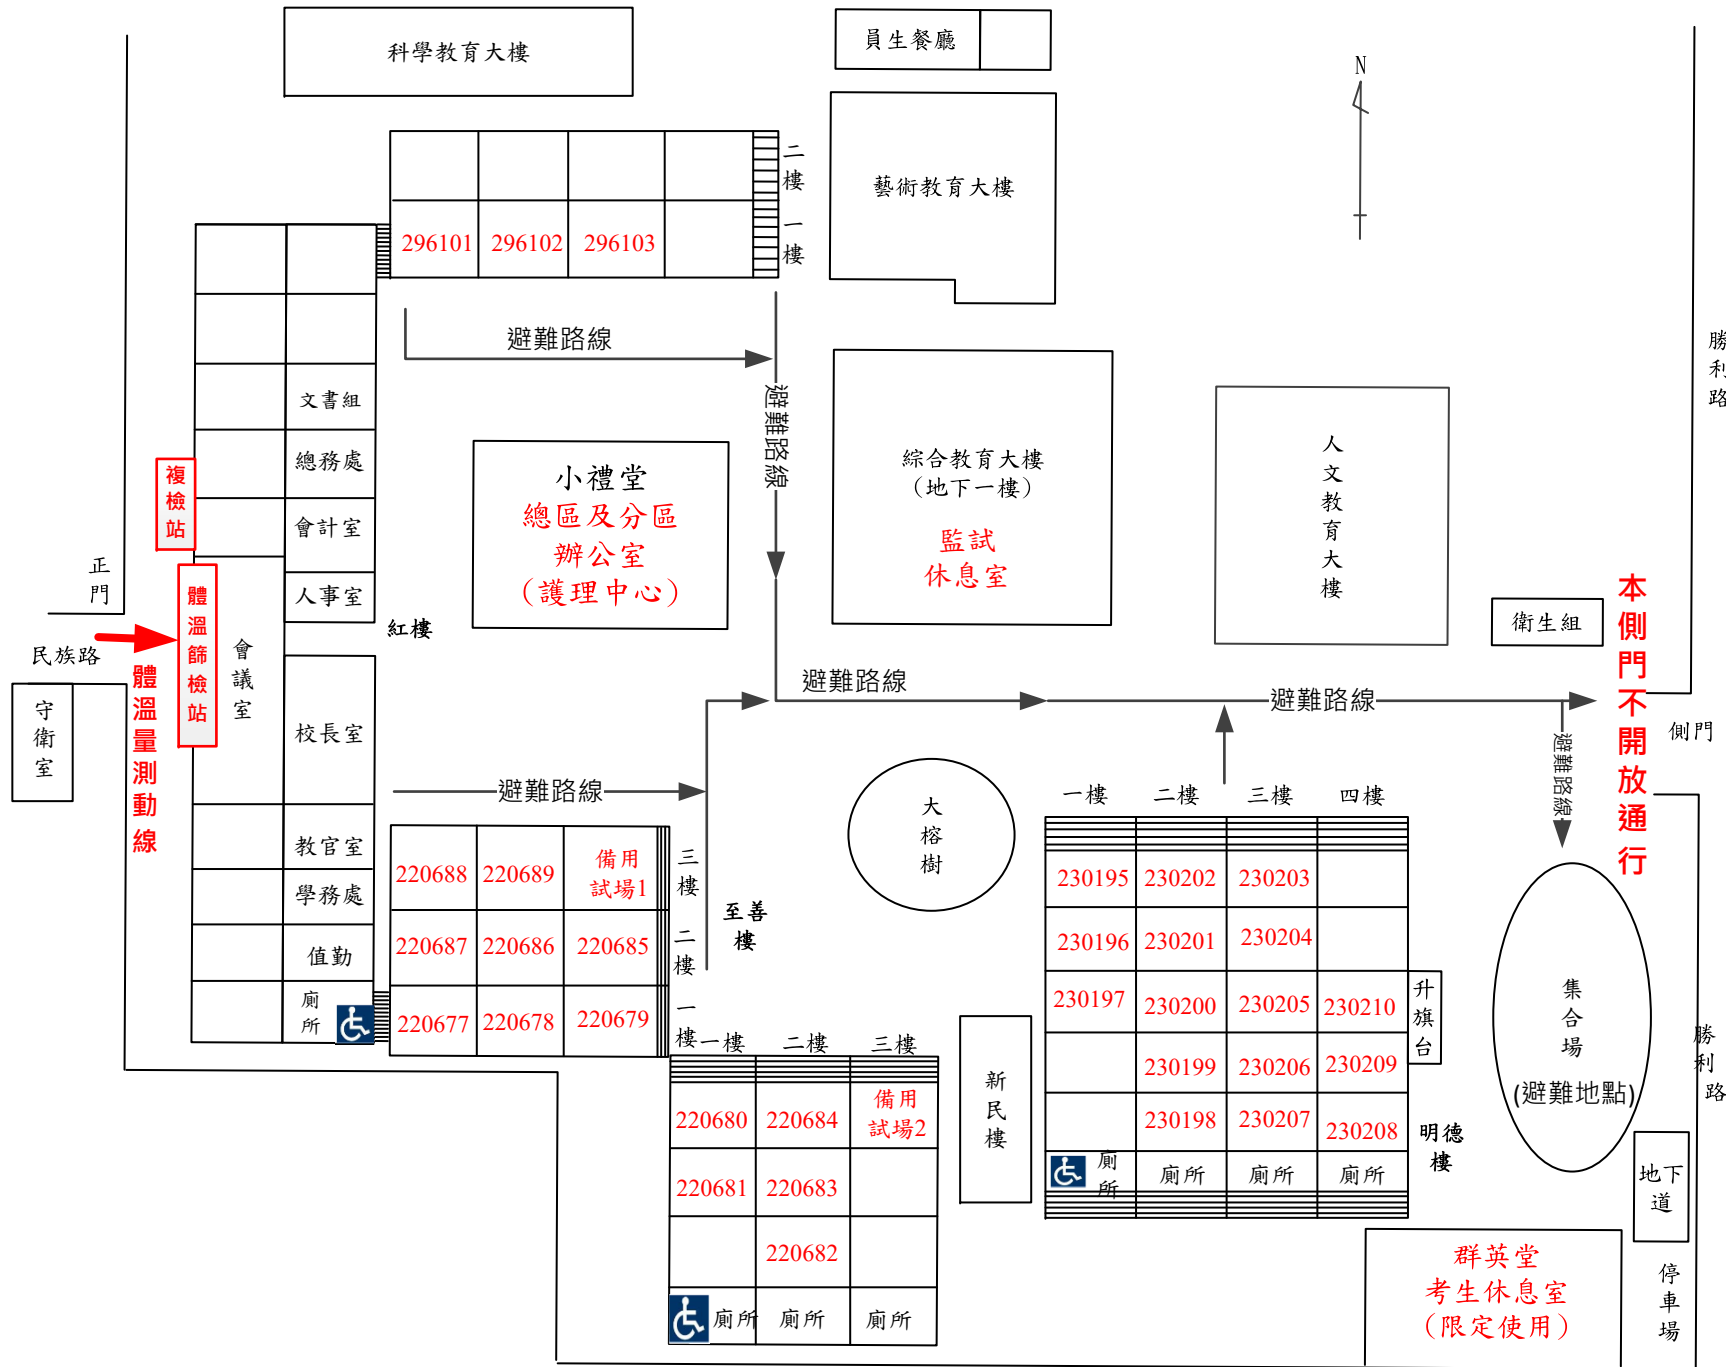 科學教育大樓
員生餐廳
N
藝術教育大樓
二樓
一樓
296101
296102
296103
避難路線
避難路線
勝利路
文書組
總務處
會計室
人事室
複檢站
小禮堂
總區及分區
辦公室
(護理中心)
綜合教育大樓
(地下一樓)
監試
休息室
人文教育大樓
正門
體溫篩檢站
紅樓
衛生組
本側門不開放通行
民族路
會議室
體溫量測動線
守衛室
校長室
避難路線
避難路線
側門
避難路線
避難路線
大榕樹
一樓
二樓
三樓
四樓
教官室
學務處
值勤
廁所
220688
220689
備用
試場1
三樓
220687
220686
220685
二樓
220677
220678
220679
一樓
至善
樓
230195
230202
230203
230196
230201
230204
230197
230200
230205
230210
230199
230206
230209
230198
230207
230208
廁所
廁所
廁所
廁所
升旗台
明德
樓
集合場
(避難地點)
勝利路
一樓
二樓
三樓
220680
220684
備用
試場2
220681
220683
220682
廁所
廁所
廁所
新民樓
地下
道
群英堂
考生休息室
(限定使用)
停車場